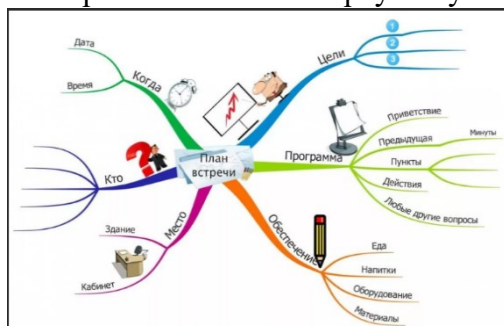 Дата
Время
Когда
Цели
1
2
3
План
встречи
Программа
Приветствие
Предыдущая
Минуты
Пункты
Действия
Любые другие вопросы
Кто
Место
Здание
Кабинет
Обеспечение
Еда
Напитки
Оборудование
Материалы